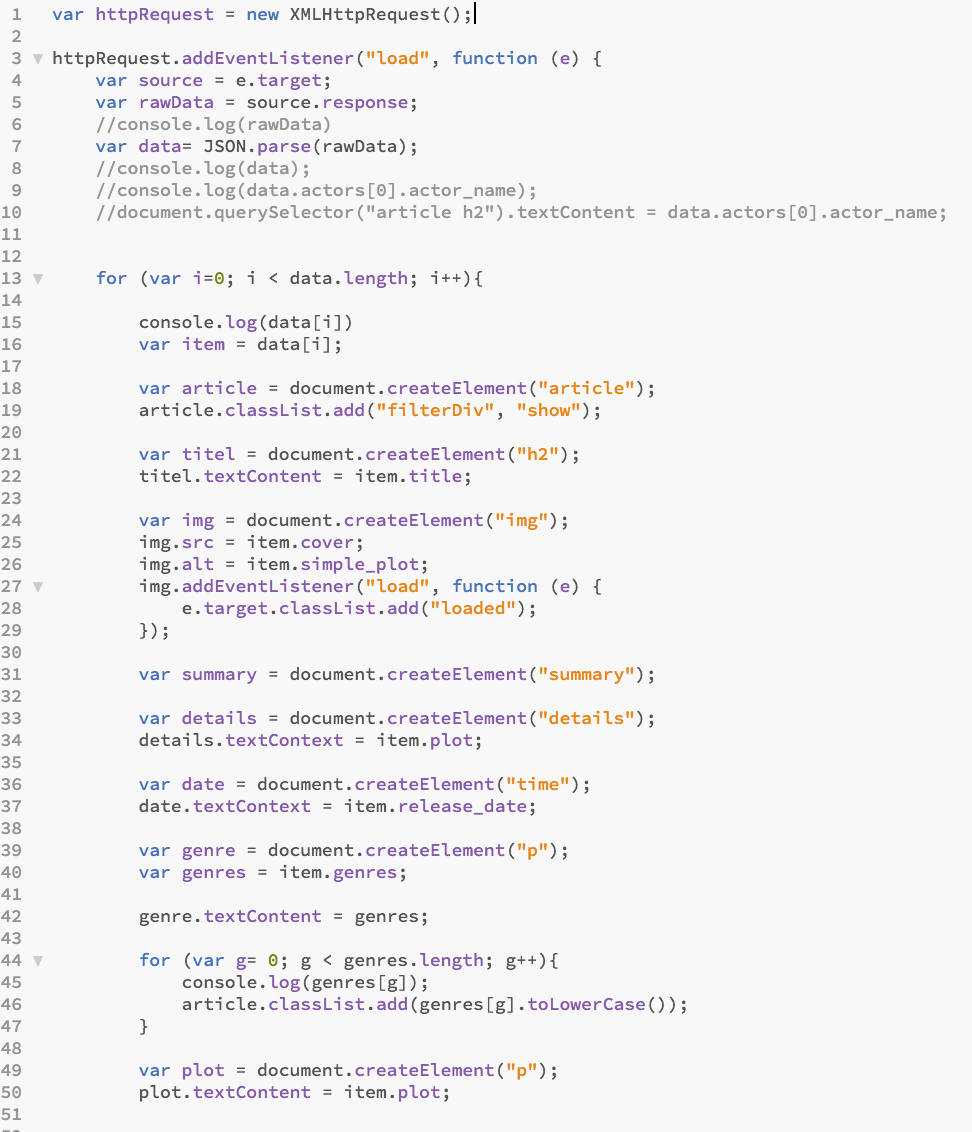 1 var httpRequest = new XMLHttpRequest();
2
3 httpRequest.addEventListener("load", function (e) {
4 var source = e.target;
5 var rawData = source.response;
6 //console.log(rawData)
7 var data= JSON.parse(rawData);
8 //console.log(data);
9 //console.log(data.actors[0].actor_name);
10 //document.querySelector("article h2").textContent = data.actors[0].actor_name;
11
12
13 for (var i=0; i < data.length; i++){
14
15 console.log(data[i])
16 var item = data[i];
17
18 var article = document.createElement("article");
19 article.classList.add("filterDiv", "show");
20
21 var titel = document.createElement("h2");
22 titel.textContent = item.title;
23
24 var img = document.createElement("img");
25 img.src = item.cover;
26 img.alt = item.simple_plot;
27 img.addEventListener("load", function (e) {
28 e.target.classList.add("loaded");
29 });
30
31 var summary = document.createElement("summary");
32
33 var details = document.createElement("details");
34 details.textContext = item.plot;
35
36 var date = document.createElement("time");
37 date.textContext = item.release_date;
38
39 var genre = document.createElement("p");
40 var genres = item.genres;
41
42 genre.textContent = genres;
43
44 for (var g= 0; g < genres.length; g++){
45 console.log(genres[g]);
46 article.classList.add(genres[g].toLowerCase());
47 }
48
49 var plot = document.createElement("p");
50 plot.textContent = item.plot;
51